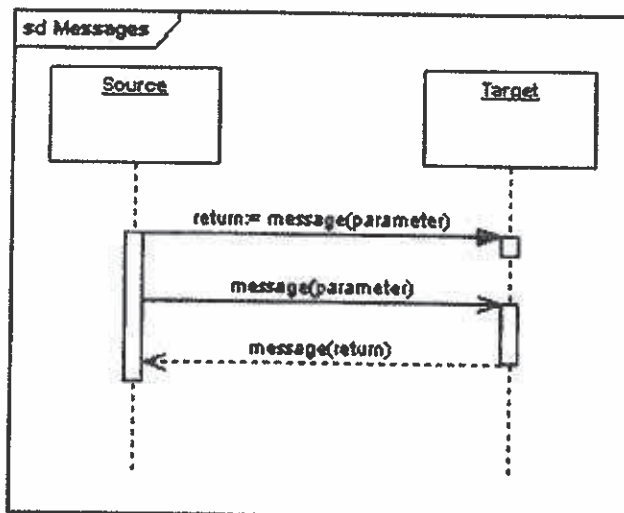 sd Messages
Source
Target
return:= message(parameter)
message(parameter)
message(return)